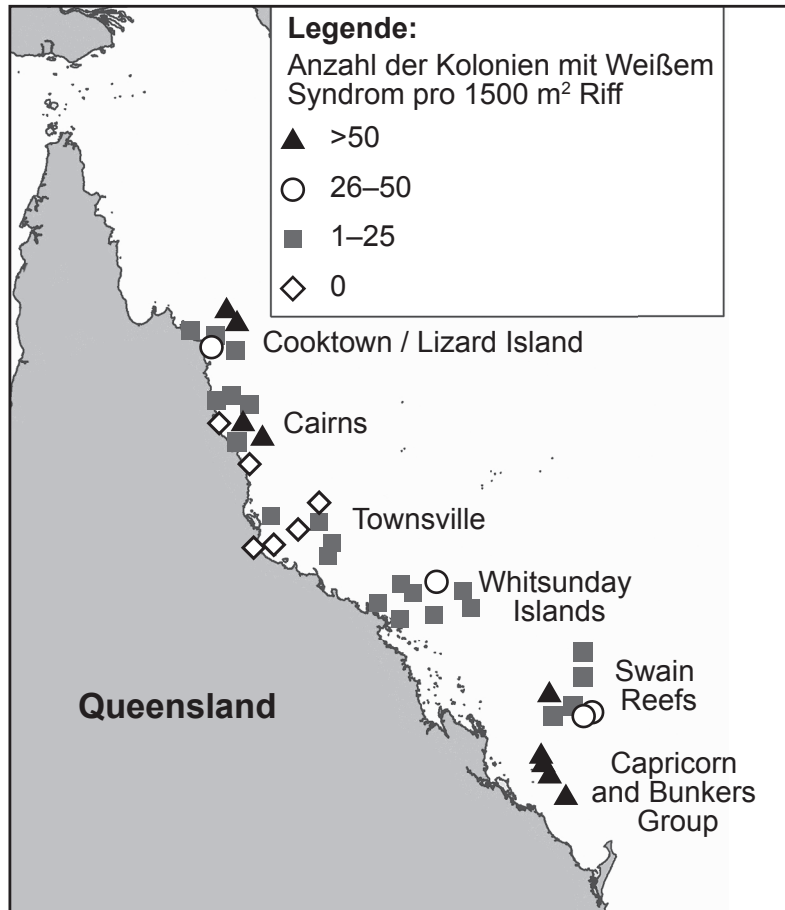 Legende:
Anzahl der Kolonien mit Weißem
Syndrom pro 1500 m² Riff
>50
26–50
1–25
0
Cooktown / Lizard Island
Cairns
Townsville
Whitsunday
Islands
Swain
Reefs
Queensland
Capricorn
and Bunkers
Group